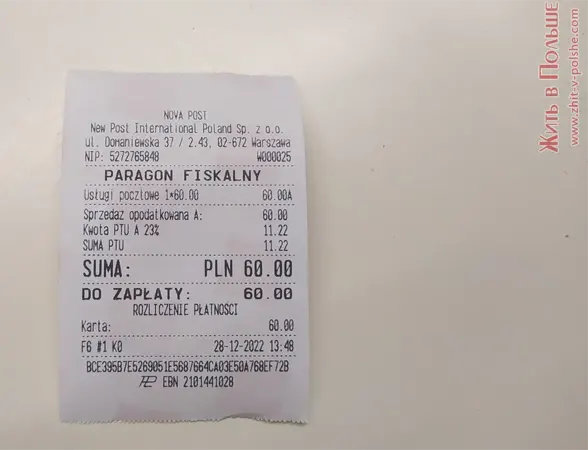 NOVA POST
New Post International Poland Sp. z o.o.
ul. Domaniewska 37 / 2.43, 02-672 Warszawa
NIP: 5272765848 W000025
PARAGON FISKALNY
Usługi pocztowe 1*60.00 60.00A
Sprzedaż opodatkowana A: 60.00
Kwota PTU A 23% 11.22
SUMA PTU 11.22
SUMA: PLN 60.00
DO ZAPŁATY: 60.00
ROZLICZENIE PŁATNOŚCI
Karta: 60.00
F6 #1 KO 28-12-2022 13:48
BCE395B7E5269051E5687664CA03E50A768EF72B
EBN 2101441028
Жить в Польше
www.zhit-v-polshe.com